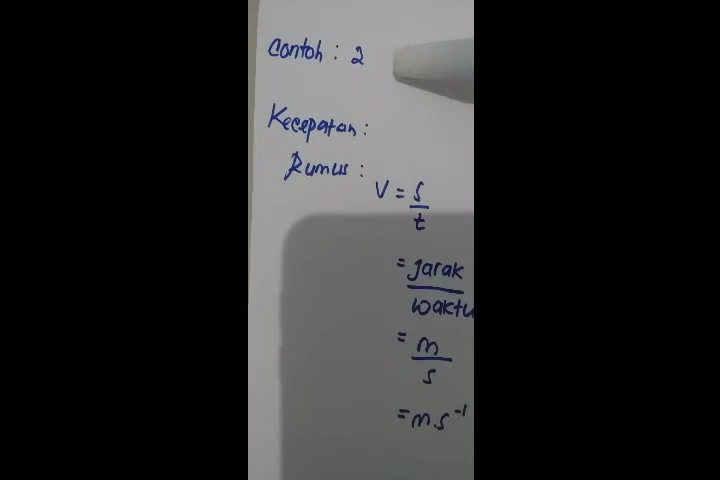 Contoh : 2
Kecepatan :
Rumus :
V = s/t
= jarak/waktu
= m/s
= m.s⁻¹